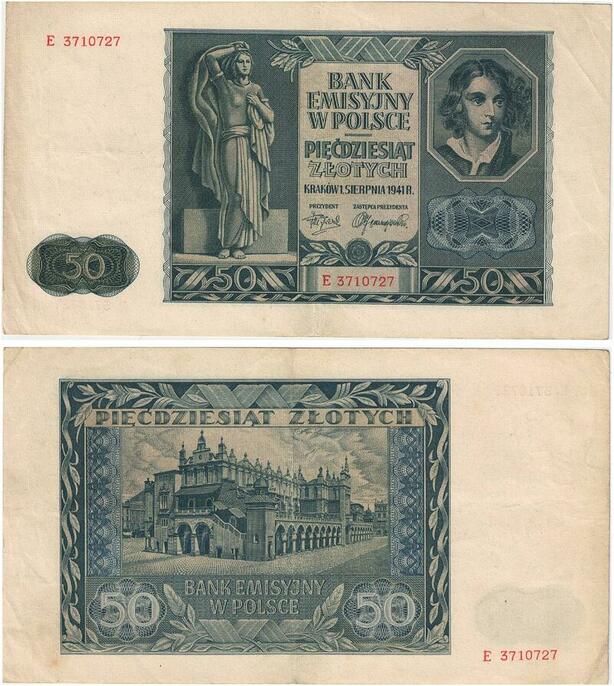 E 3710727
BANK
EMISYJNY
W POLSCE
PIĘĆDZIESIĄT
ZŁOTYCH
KRAKÓW 1. SIERPNIA 1941 R.
PREZYDENT ZASTĘPCA PREZYDENTA
50
50 E 3710727 50
PIĘĆDZIESIĄT ZŁOTYCH
BANK EMISYJNY
W POLSCE
50 50
E 3710727